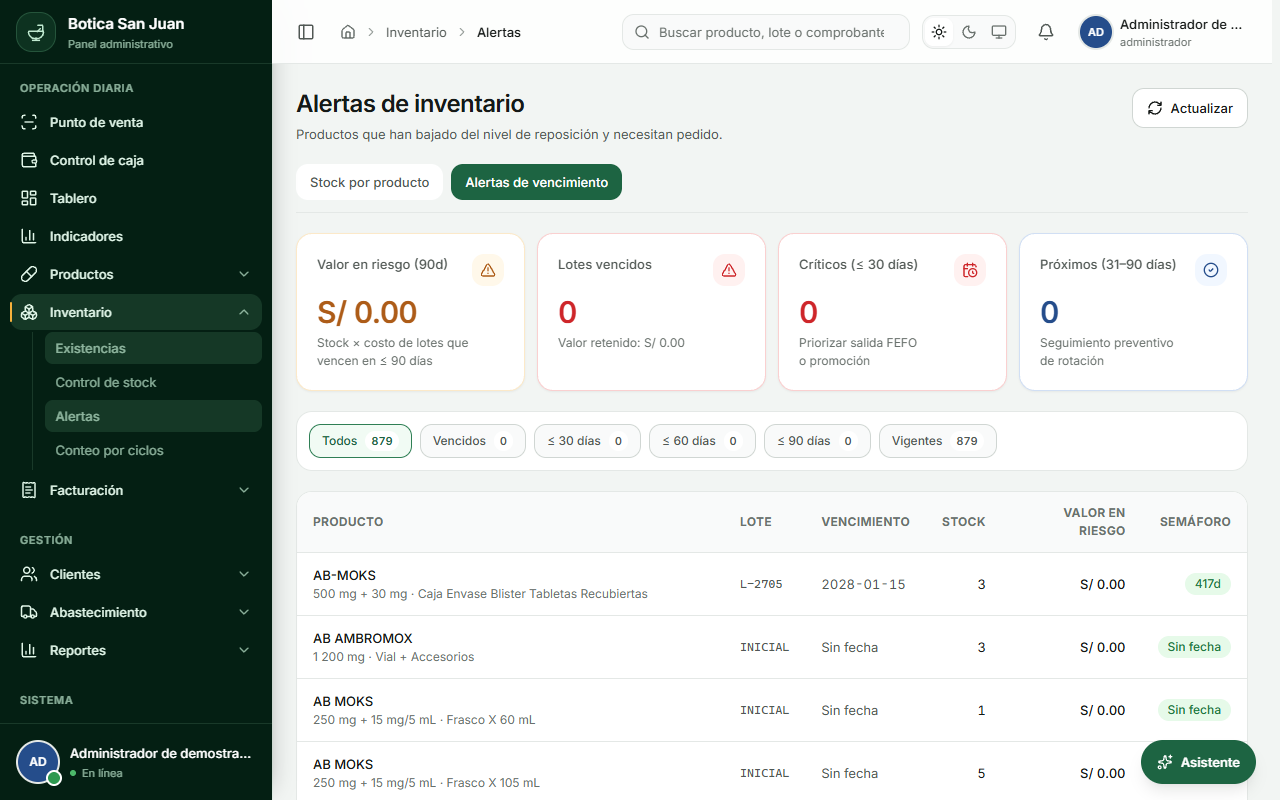 Botica San Juan
Panel administrativo
OPERACIÓN DIARIA
Punto de venta
Control de caja
Tablero
Indicadores
Productos
Inventario
Existencias
Control de stock
Alertas
Conteo por ciclos
Facturación
GESTIÓN
Clientes
Abastecimiento
Reportes
SISTEMA
AD
Administrador de demostra...
En línea
Inventario
Alertas
Buscar producto, lote o comprobante
AD
Administrador de ...
administrador
Alertas de inventario
Productos que han bajado del nivel de reposición y necesitan pedido.
Actualizar
Stock por producto
Alertas de vencimiento
Valor en riesgo (90d)
S/ 0.00
Stock × costo de lotes que
vencen en ≤ 90 días
Lotes vencidos
0
Valor retenido: S/ 0.00
Críticos (≤ 30 días)
0
Priorizar salida FEFO
o promoción
Próximos (31–90 días)
0
Seguimiento preventivo
de rotación
Todos 879
Vencidos 0
≤ 30 días 0
≤ 60 días 0
≤ 90 días 0
Vigentes 879
PRODUCTO LOTE VENCIMIENTO STOCK VALOR EN RIESGO SEMÁFORO
AB-MOKS
500 mg + 30 mg · Caja Envase Blister Tabletas Recubiertas
L-2705 2028-01-15 3 S/ 0.00 417d
AB AMBROMOX
1 200 mg · Vial + Accesorios
INICIAL Sin fecha 3 S/ 0.00 Sin fecha
AB MOKS
250 mg + 15 mg/5 mL · Frasco X 60 mL
INICIAL Sin fecha 1 S/ 0.00 Sin fecha
AB MOKS
250 mg + 15 mg/5 mL · Frasco X 105 mL
INICIAL Sin fecha 5 S/ 0.00
Asistente